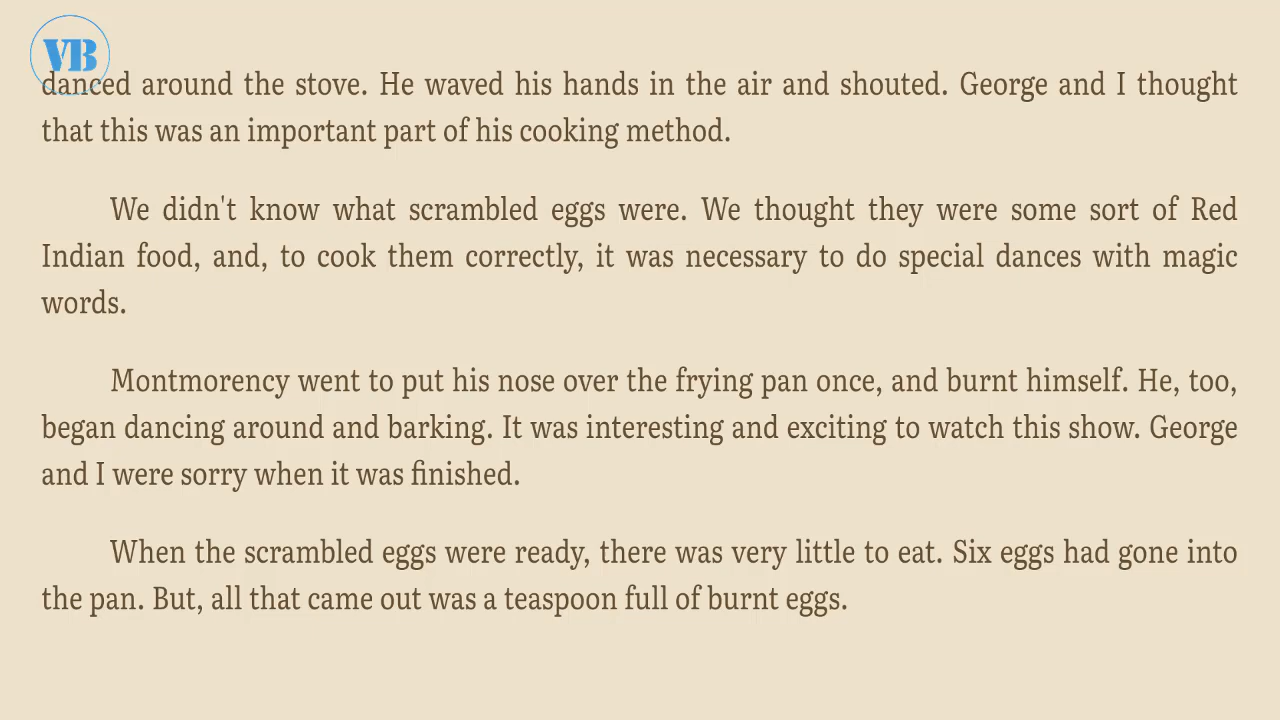 VB
danced around the stove. He waved his hands in the air and shouted. George and I thought
that this was an important part of his cooking method.
We didn't know what scrambled eggs were. We thought they were some sort of Red
Indian food, and, to cook them correctly, it was necessary to do special dances with magic
words.
Montmorency went to put his nose over the frying pan once, and burnt himself. He, too,
began dancing around and barking. It was interesting and exciting to watch this show. George
and I were sorry when it was finished.
When the scrambled eggs were ready, there was very little to eat. Six eggs had gone into
the pan. But, all that came out was a teaspoon full of burnt eggs.